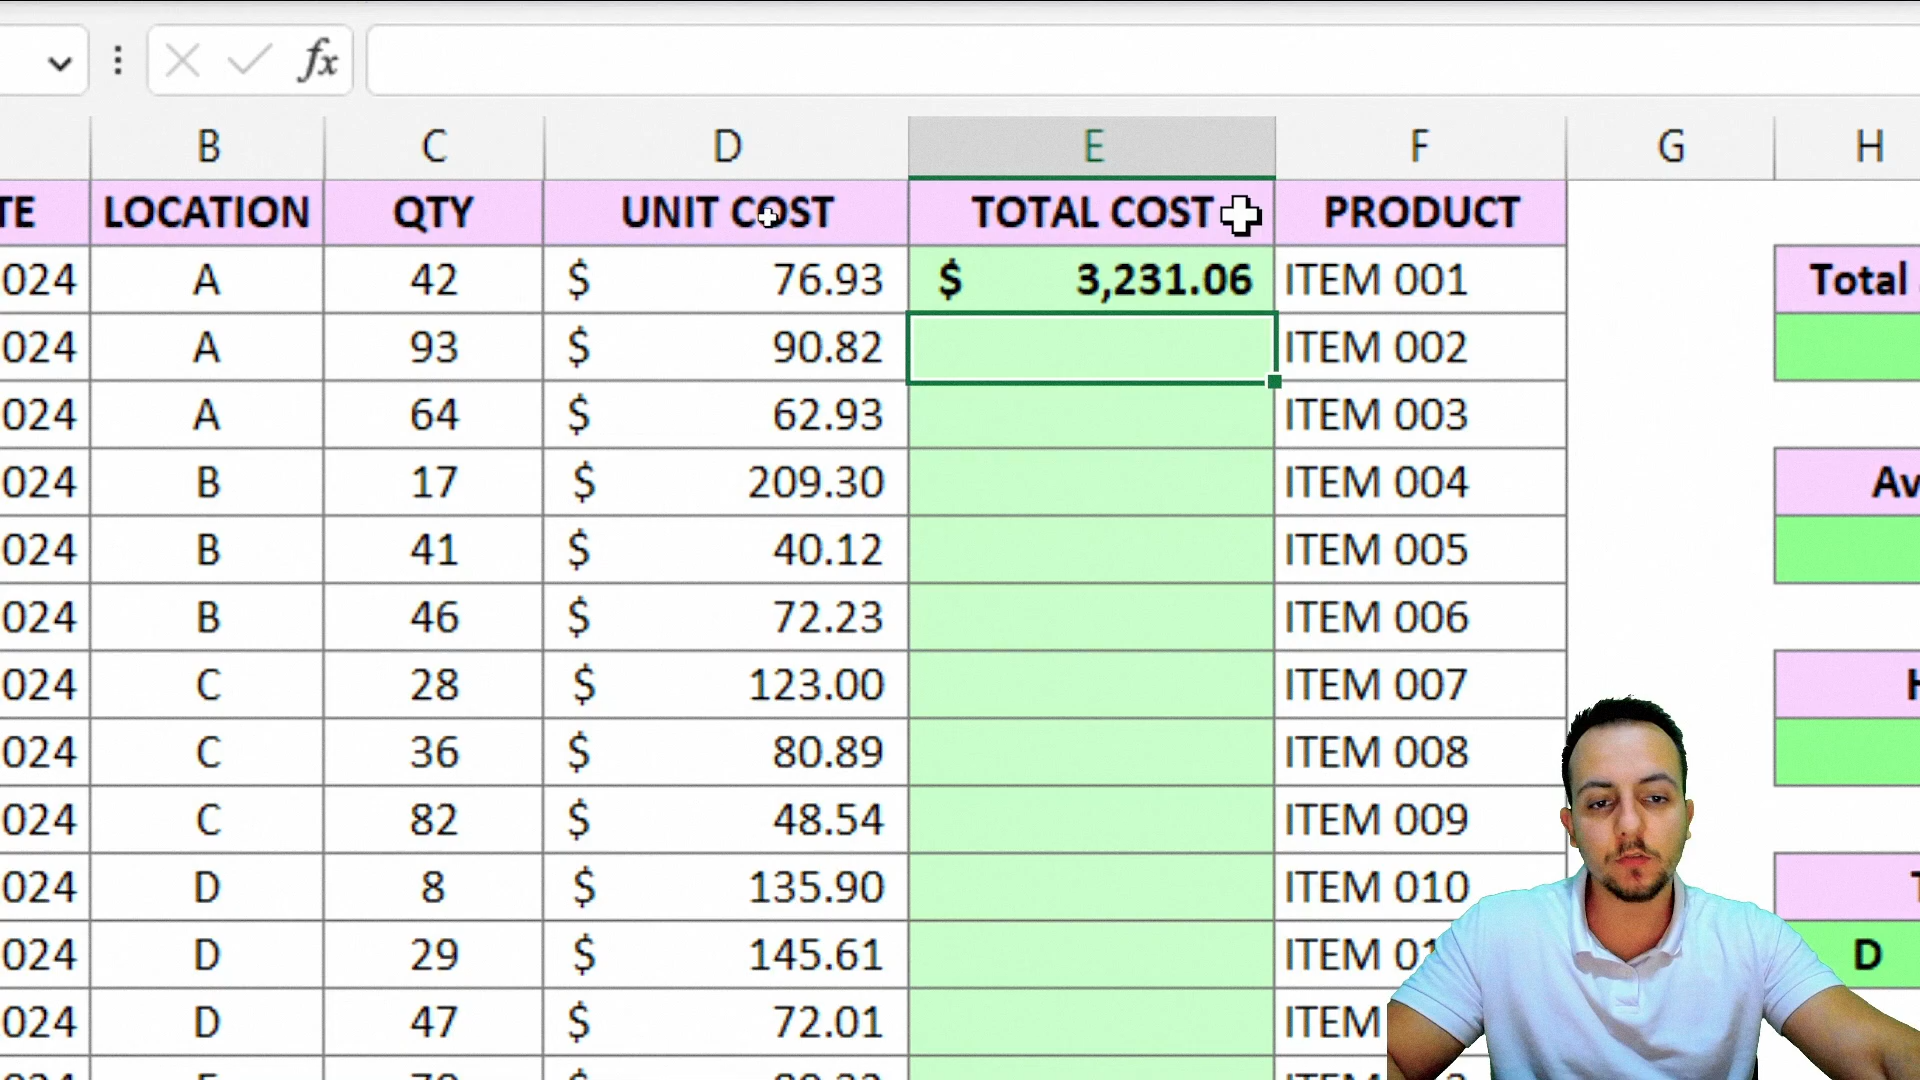 fx
B C D E F G H
TE LOCATION QTY UNIT COST TOTAL COST PRODUCT
024 A 42 $ 76.93 $ 3,231.06 ITEM 001 Total
024 A 93 $ 90.82 ITEM 002
024 A 64 $ 62.93 ITEM 003
024 B 17 $ 209.30 ITEM 004 Av
024 B 41 $ 40.12 ITEM 005
024 B 46 $ 72.23 ITEM 006
024 C 28 $ 123.00 ITEM 007 H
024 C 36 $ 80.89 ITEM 008
024 C 82 $ 48.54 ITEM 009
024 D 8 $ 135.90 ITEM 010 T
024 D 29 $ 145.61 ITEM 01 D
024 D 47 $ 72.01 ITEM